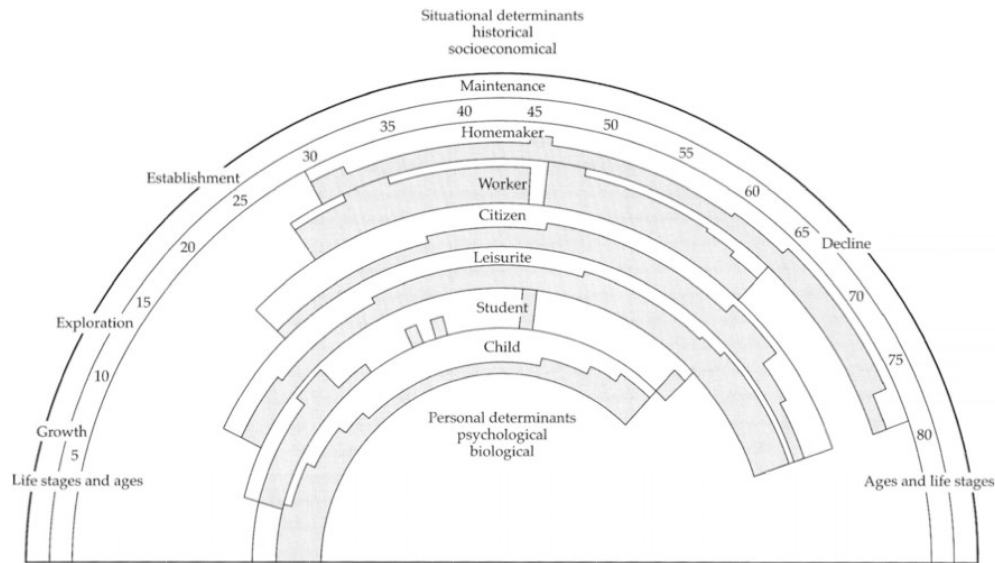 Situational determinants
historical
socioeconomical
Maintenance
40
45
35
50
Homemaker
30
55
Establishment
Worker
25
60
Citizen
20
65
Decline
Leisurite
15
70
Student
Exploration
Child
75
10
Personal determinants
psychological
biological
Growth
80
5
Life stages and ages
Ages and life stages